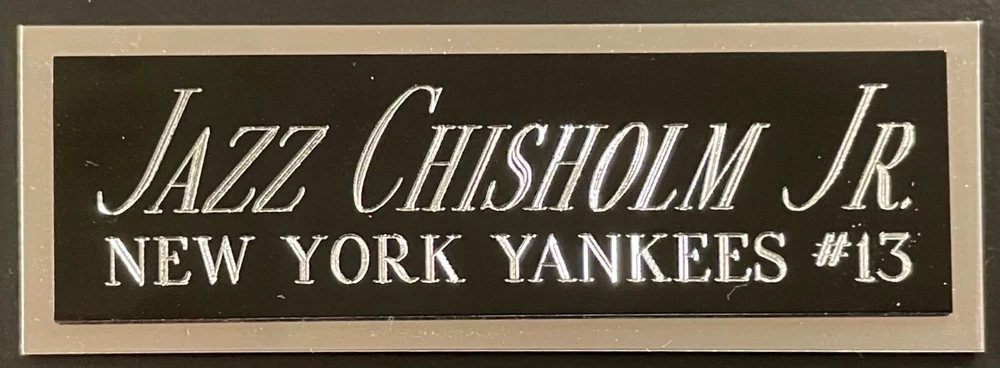 JAZZ CHISHOLM JR.
NEW YORK YANKEES #13